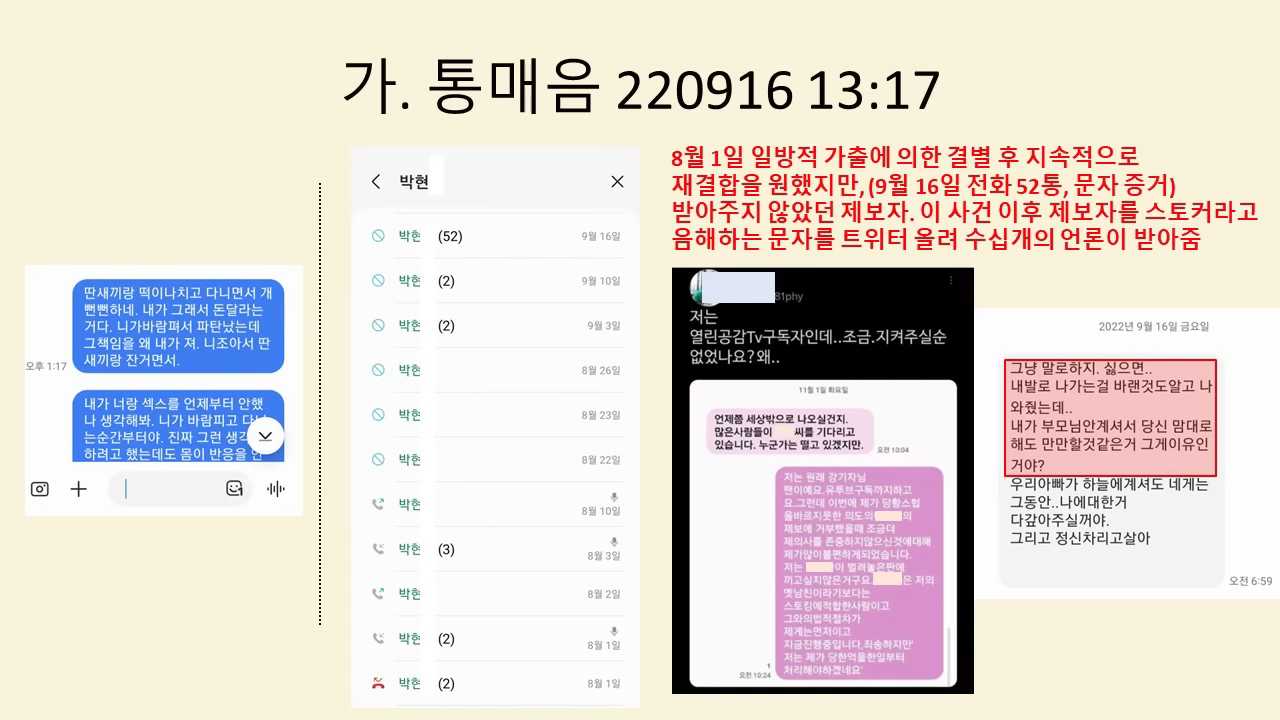 가. 통매음 220916 13:17
딴새끼랑 떡이나치고 다니면서 개
뻔뻔하네. 내가 그래서 돈달라는
거다. 니가바람펴서 파탄났는데
그책임을 왜 내가 져. 니조아서 딴
새끼랑 잔거면서.
오후 1:17
내가 너랑 섹스를 언제부터 안했
나 생각해봐. 니가 바람피고 다
는순간부터야. 진짜 그런 생각
하려고 했는데도 몸이 반응을 안
박현
박현 (52) 9월 16일
박현 (2) 9월 10일
박현 (2) 9월 3일
박현 8월 26일
박현 8월 23일
박현 8월 22일
박현 8월 10일
박현 (3) 8월 3일
박현 8월 2일
박현 (2) 8월 1일
박현 (2) 8월 1일
8월 1일 일방적 가출에 의한 결별 후 지속적으로
재결합을 원했지만, (9월 16일 전화 52통, 문자 증거)
받아주지 않았던 제보자. 이 사건 이후 제보자를 스토커라고
음해하는 문자를 트위터 올려 수십개의 언론이 받아줌
81phy
저는
열린공감Tv구독자인데..조금.지켜주실순
없었나요?왜..
11월 1일 화요일
언제쯤 세상밖으로 나오실건지.
많은사람들이 씨를 기다리고
있습니다. 누군가는 떨고 있겠지만.
오전 10:04
저는 원래 강기자님
팬이예요.유투브구독까지하고
요.그런데 이번에 제가 당황스럽
올바르지못한 의도의 의
제보에 거부했을때 조금더
제의사를 존중하지않으신것에대해
제가많이불편하게되었습니다.
저는 이 벌려놓은판에
끼고싶지않은거구요 은 저의
옛남친이라기보다는
스토킹에적합한사람이고
그와의법적절차가
제게는먼저이고
지금진행중입니다,죄송하지만'
저는 제가 당한억울한일부터
처리해야하겠네요'
1
오전 10:24
2022년 9월 16일 금요일
그냥 말로하지. 싫으면..
내발로 나가는걸 바랜것도알고 나
와줬는데..
내가 부모님안계셔서 당신 맘대로
해도 만만할것같은거 그게이유인
거야?
우리아빠가 하늘에계셔도 네게는
그동안..나에대한거
다갚아주실꺼야.
그리고 정신차리고살아
오전 6:59